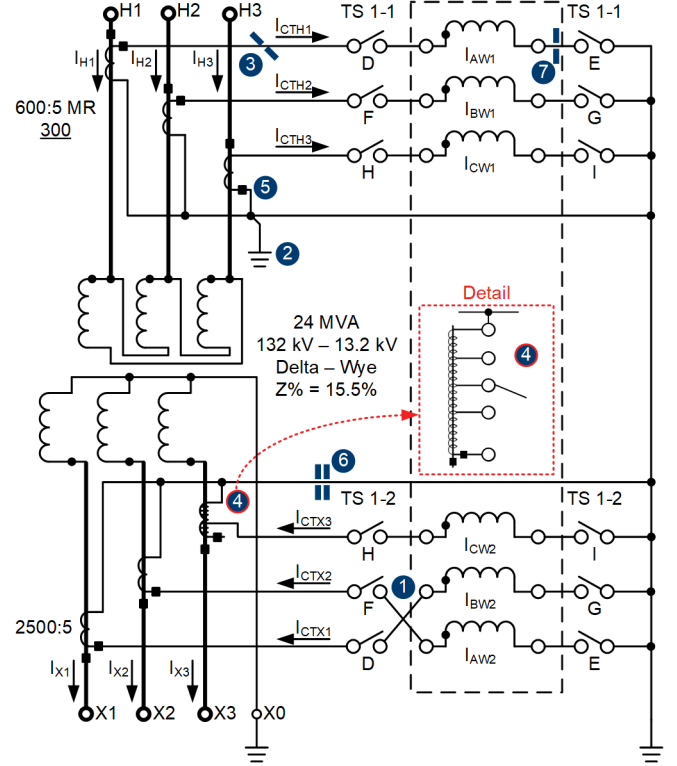 H1 H2 H3 TS 1-1 TS 1-1
IH1 IH2 IH3 ICTH1 3 D IAW1 7 E
600:5 MR
300
ICTH2 F IBW1 G
ICTH3 H ICW1 I
5
2
Detail
24 MVA
132 kV – 13.2 kV
Delta – Wye
Z% = 15.5%
4
6
4 TS 1-2 TS 1-2
ICTX3 H ICW2 I
ICTX2 F 1 IBW2 G
2500:5
ICTX1 D IAW2 E
IX1 IX2 IX3
X1 X2 X3 X0